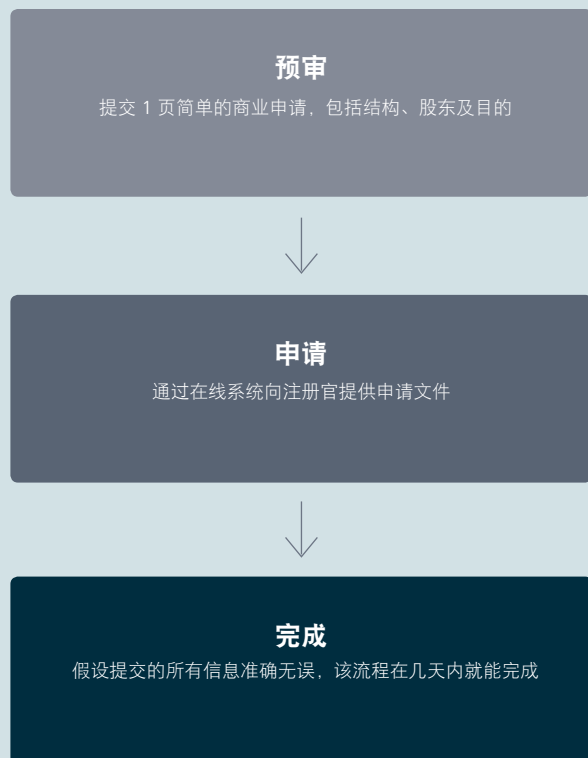 预审
提交 1 页简单的商业申请，包括结构、股东及目的
申请
通过在线系统向注册官提供申请文件
完成
假设提交的所有信息准确无误，该流程在几天内就能完成